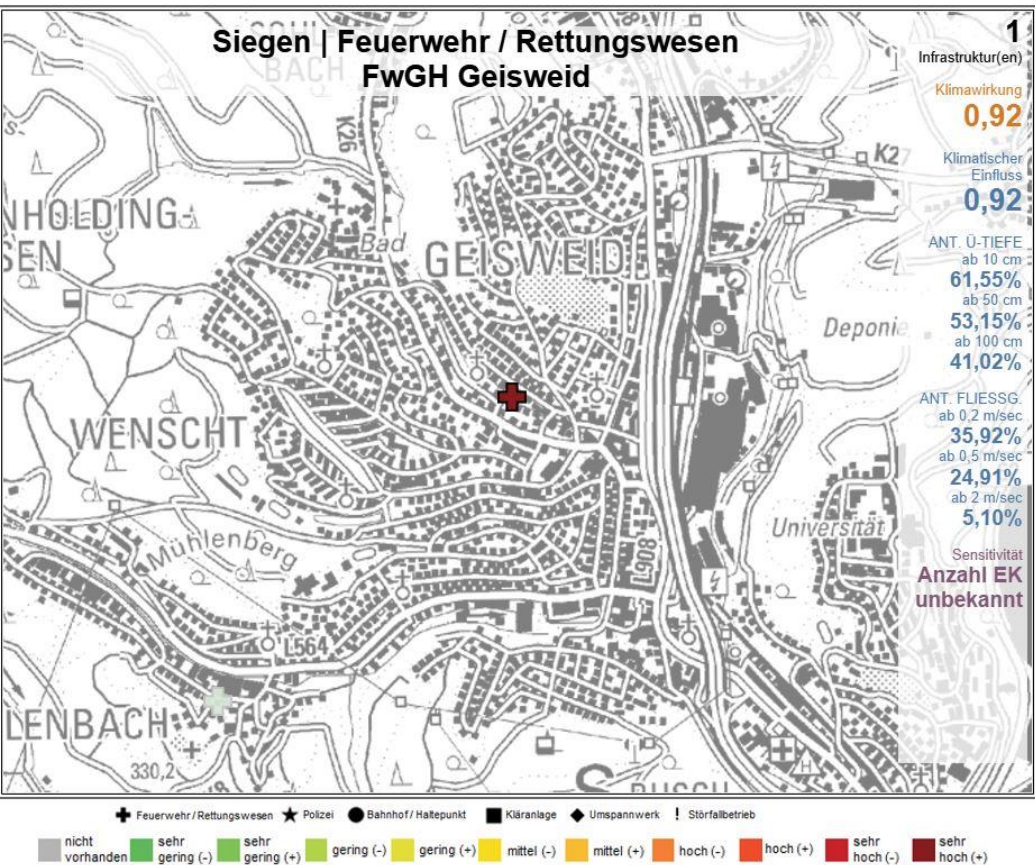 Siegen | Feuerwehr / Rettungswesen
FwGH Geisweid
1
Infrastruktur(en)
Klimawirkung
0,92
Klimatischer
Einfluss
0,92
ANT. Ü-TIEFE
ab 10 cm
61,55%
ab 50 cm
53,15%
ab 100 cm
41,02%
ANT. FLIESSG.
ab 0,2 m/sec
35,92%
ab 0,5 m/sec
24,91%
ab 2 m/sec
5,10%
Sensitivität
Anzahl EK
unbekannt
BACH
K26
K27
NHOLDING-
SEN
Bad
GEISWEID
Deponie
WENSCHT
Universität
Mühlenberg
L908
L564
LENBACH
330,2
H
Feuerwehr / Rettungswesen Polizei Bahnhof / Haltepunkt Kläranlage Umspannwerk Störfallbetrieb
nicht vorhanden
sehr gering (-)
sehr gering (+)
gering (-)
gering (+)
mittel (-)
mittel (+)
hoch (-)
hoch (+)
sehr hoch (-)
sehr hoch (+)